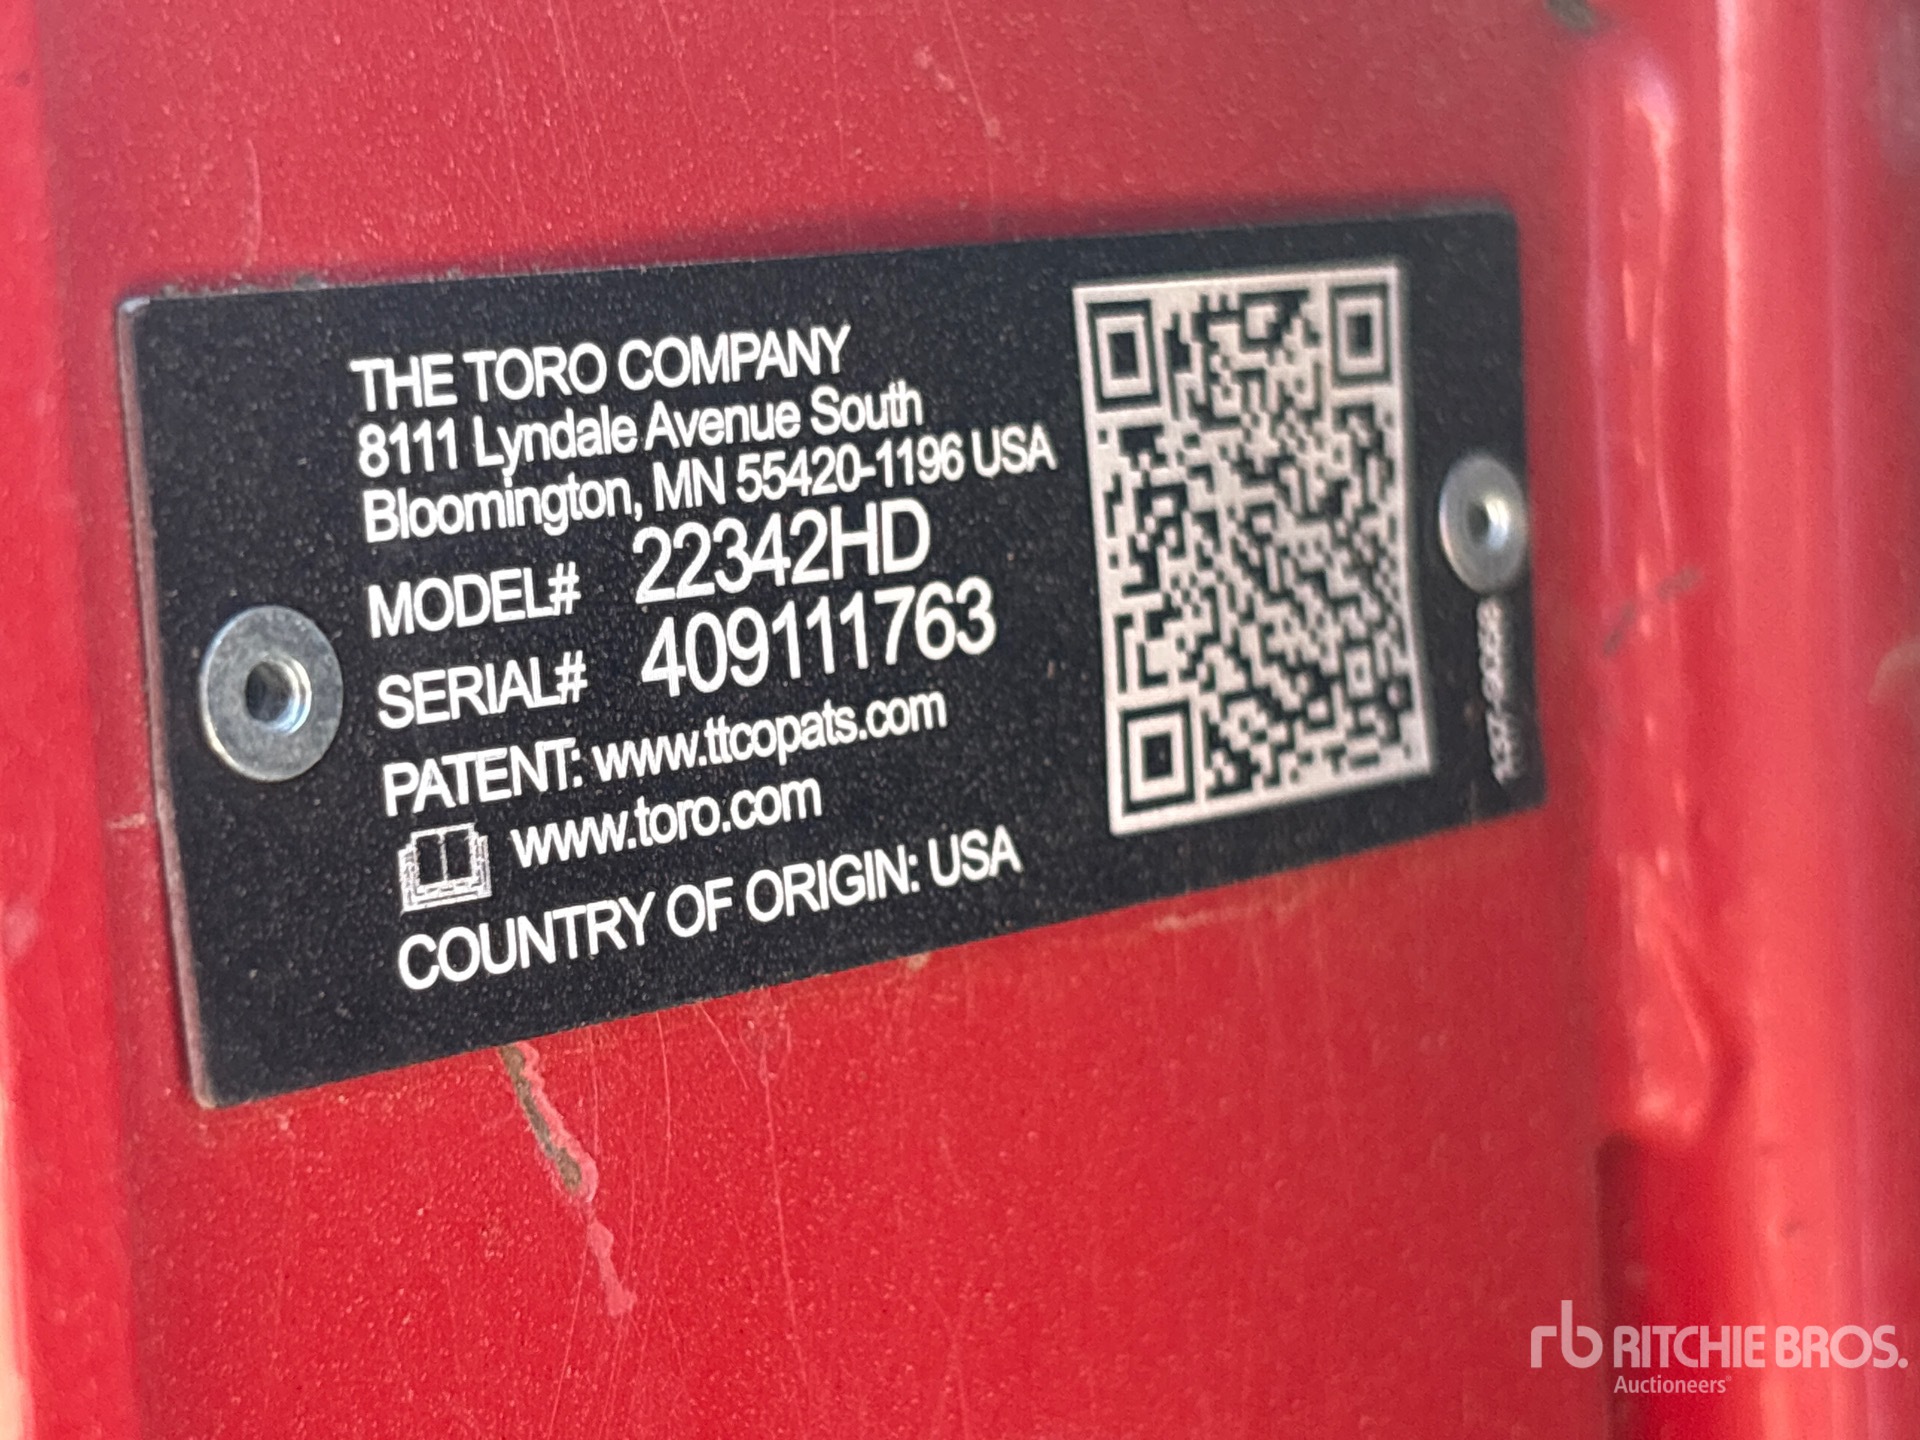 THE TORO COMPANY
8111 Lyndale Avenue South
Bloomington, MN 55420-1196 USA
MODEL# 22342HD
SERIAL# 409111763
PATENT: www.ttcopats.com
www.toro.com
COUNTRY OF ORIGIN: USA
rb RITCHIE BROS.
Auctioneers